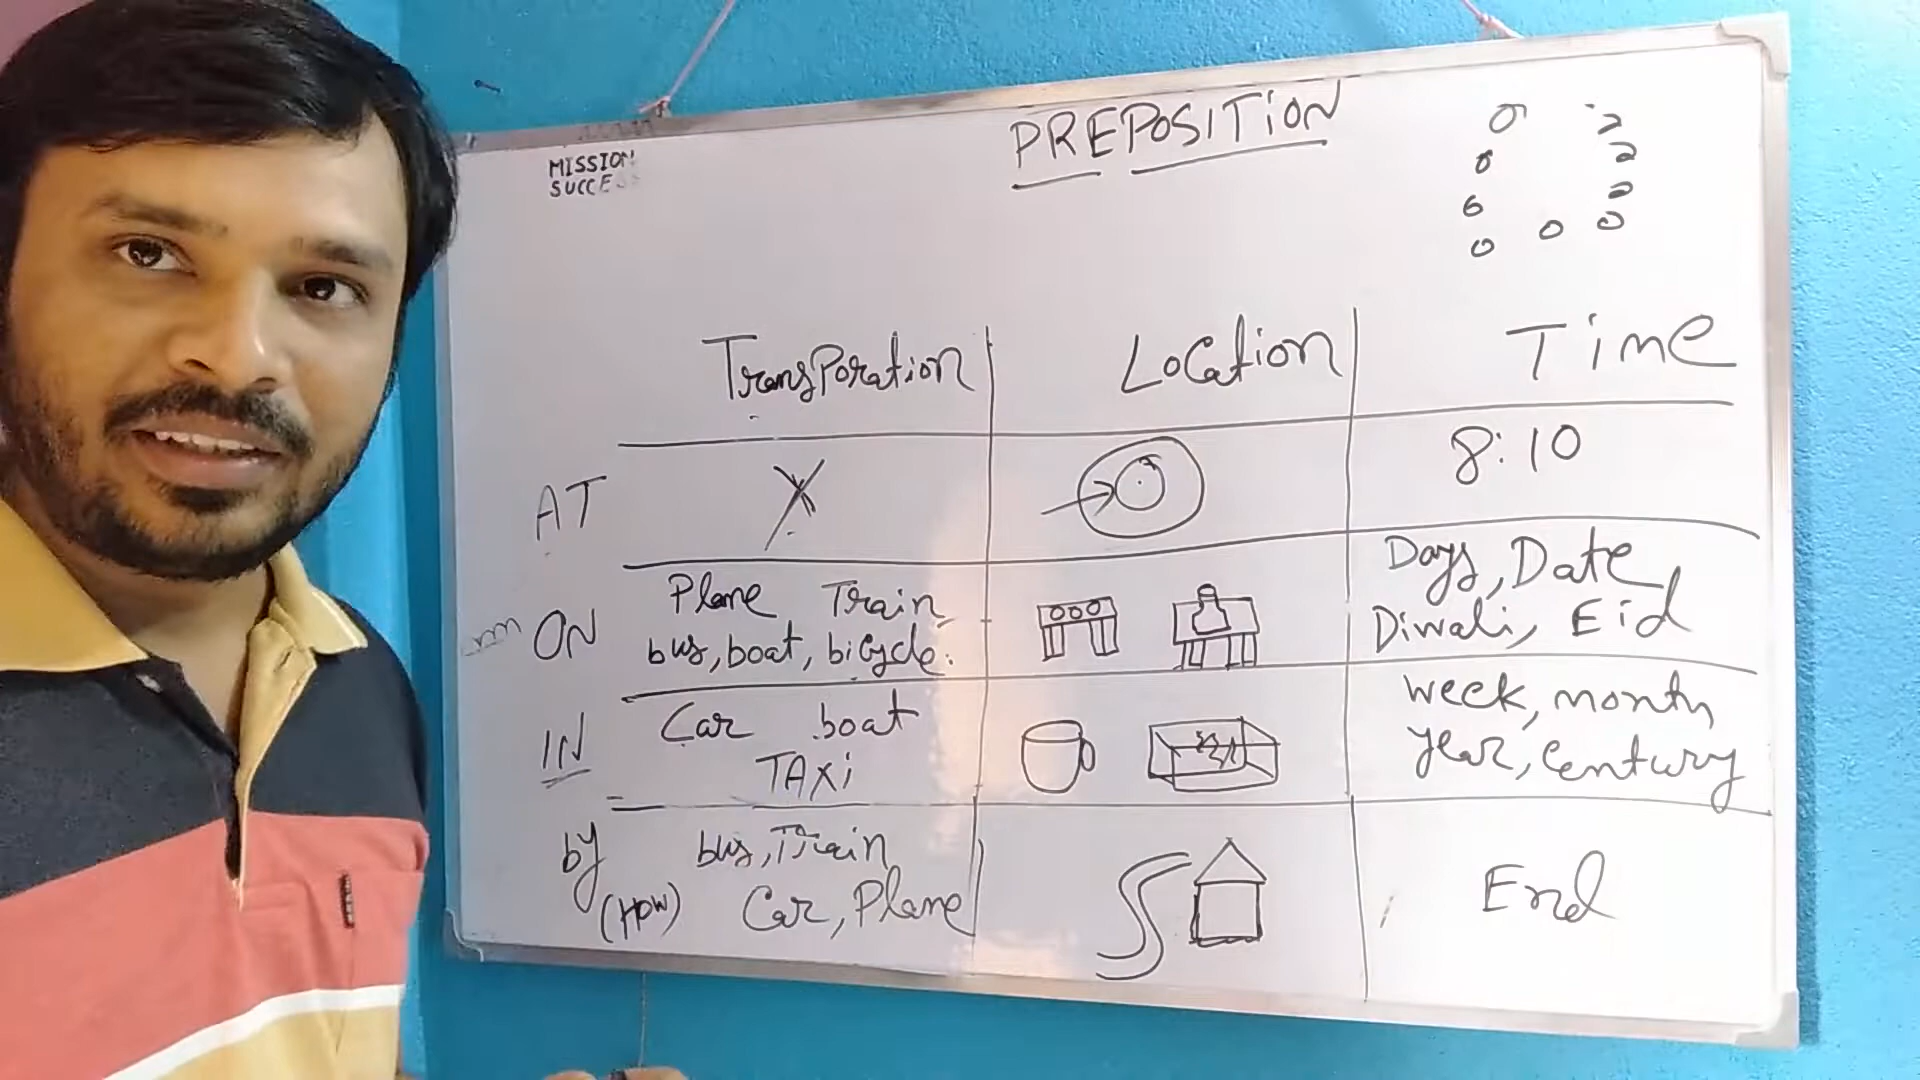 MISSION
SUCCESS
PREPOSITION
TransPoration LoCation Time
AT X 8:10
ON Plane Train Days, Date,
bus, boat, bicycle. Diwali, Eid
IN Car boat week, month
TAXi year, Century
by bus, Train
(HOW) Car, Plane End